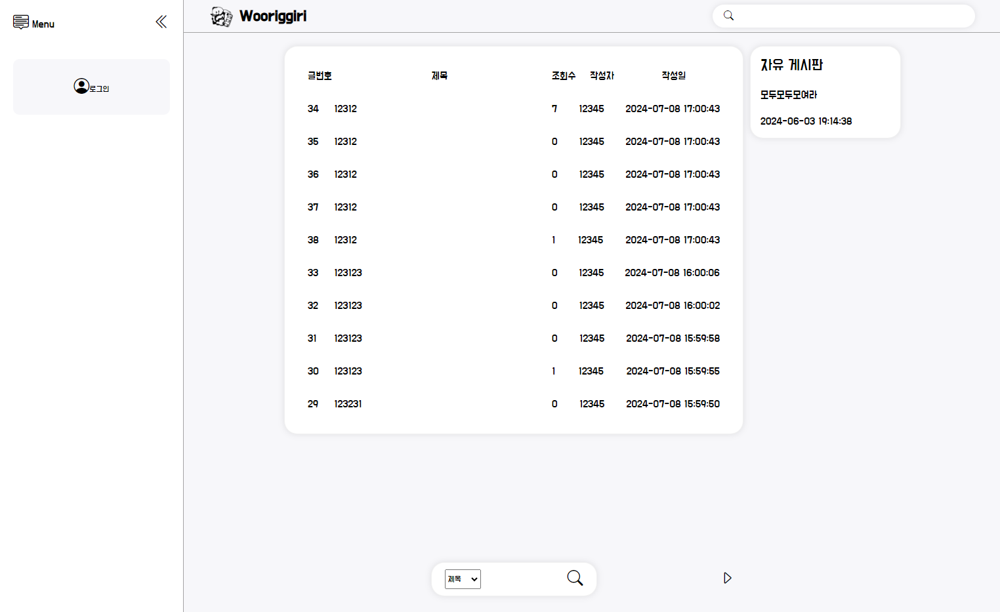 Menu
로그인
Wooriggiri
글번호 제목 조회수 작성자 작성일
34 12312 7 12345 2024-07-08 17:00:43
35 12312 0 12345 2024-07-08 17:00:43
36 12312 0 12345 2024-07-08 17:00:43
37 12312 0 12345 2024-07-08 17:00:43
38 12312 1 12345 2024-07-08 17:00:43
33 123123 0 12345 2024-07-08 16:00:06
32 123123 0 12345 2024-07-08 16:00:02
31 123123 0 12345 2024-07-08 15:59:58
30 123123 1 12345 2024-07-08 15:59:55
29 123231 0 12345 2024-07-08 15:59:50
자유 게시판
모두모두모여라
2024-06-03 19:14:38
제목